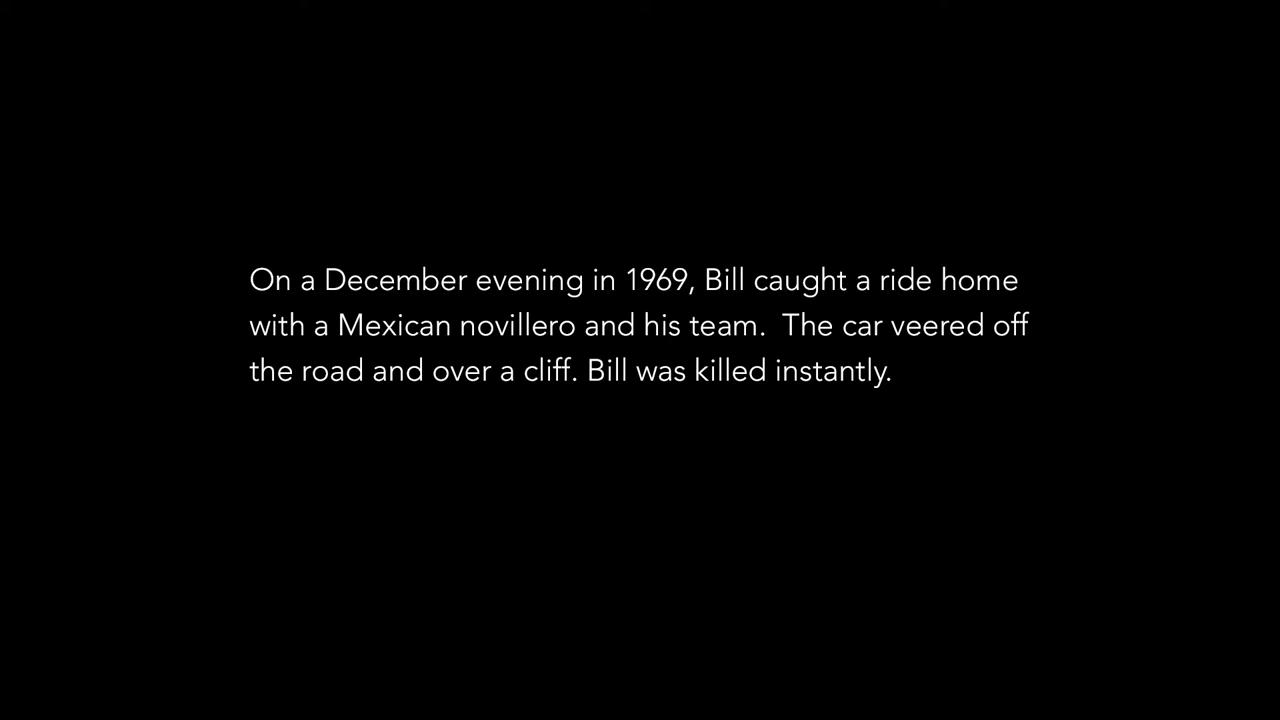 On a December evening in 1969, Bill caught a ride home
with a Mexican novillero and his team.  The car veered off
the road and over a cliff. Bill was killed instantly.